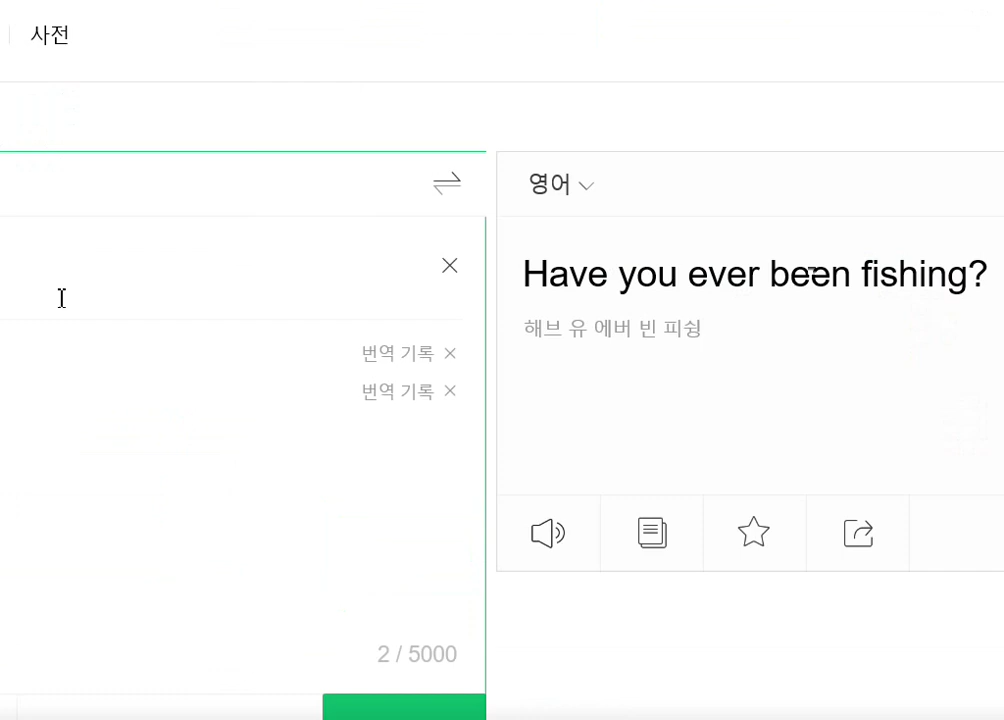 사전
영어
Have you ever been fishing?
해브 유 에버 빈 피슁
번역 기록
번역 기록
2 / 5000